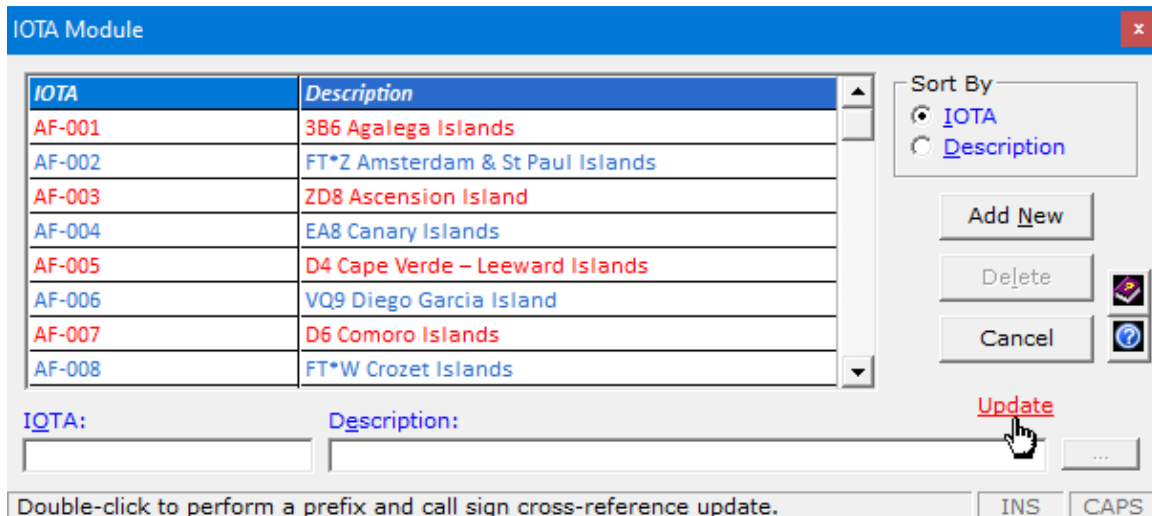 IOTA Module
x
IOTA Description
AF-001 3B6 Agalega Islands
AF-002 FT*Z Amsterdam & St Paul Islands
AF-003 ZD8 Ascension Island
AF-004 EA8 Canary Islands
AF-005 D4 Cape Verde – Leeward Islands
AF-006 VQ9 Diego Garcia Island
AF-007 D6 Comoro Islands
AF-008 FT*W Crozet Islands
Sort By
IOTA
Description
Add New
Delete
Cancel
Update
IOTA: Description:
...
Double-click to perform a prefix and call sign cross-reference update. INS CAPS